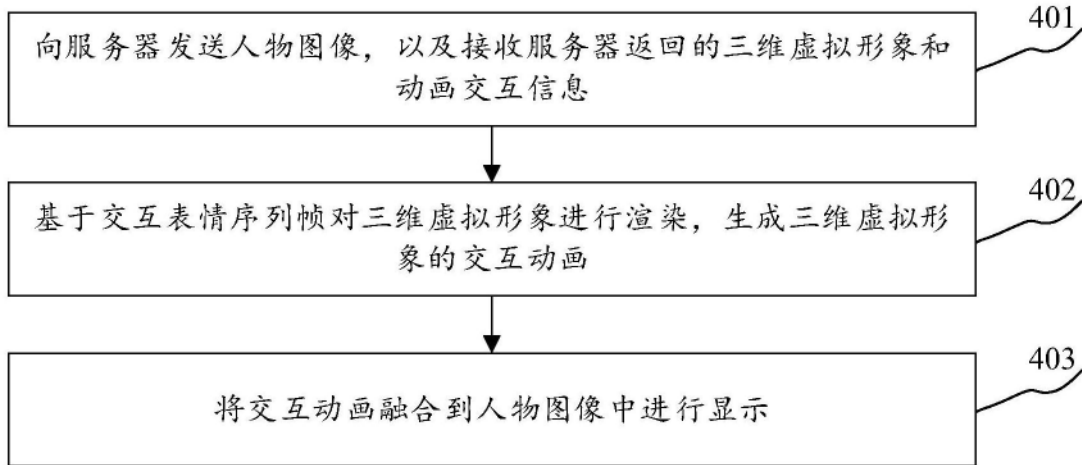 401
向服务器发送人物图像，以及接收服务器返回的三维虚拟形象和
动画交互信息
402
基于交互表情序列帧对三维虚拟形象进行渲染，生成三维虚拟形
象的交互动画
403
将交互动画融合到人物图像中进行显示